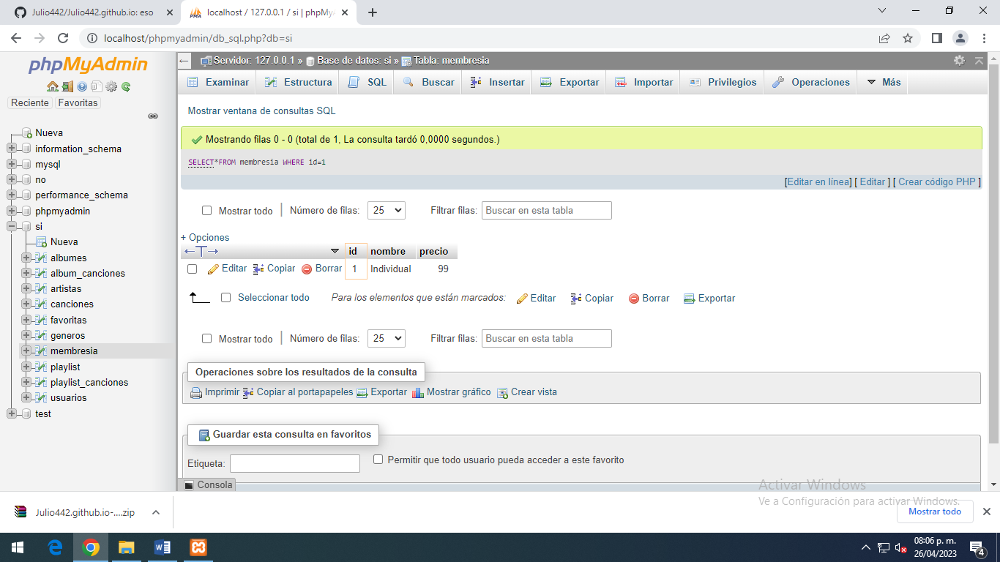 Julio442/Julio442.github.io: eso
localhost / 127.0.0.1 / si | phpMy
localhost/phpmyadmin/db_sql.php?db=si
phpMyAdmin
Reciente Favoritas
Nueva
information_schema
mysql
no
performance_schema
phpmyadmin
si
Nueva
albumes
album_canciones
artistas
canciones
favoritas
generos
membresia
playlist
playlist_canciones
usuarios
test
Servidor: 127.0.0.1 » Base de datos: si » Tabla: membresia
Examinar Estructura SQL Buscar Insertar Exportar Importar Privilegios Operaciones Más
Mostrar ventana de consultas SQL
Mostrando filas 0 - 0 (total de 1, La consulta tardó 0,0000 segundos.)
SELECT*FROM membresia WHERE id=1
[Editar en línea] [ Editar ] [ Crear código PHP ]
Mostrar todo Número de filas: 25 Filtrar filas: Buscar en esta tabla
+ Opciones
id nombre precio
Editar Copiar Borrar 1 Individual 99
Seleccionar todo Para los elementos que están marcados: Editar Copiar Borrar Exportar
Mostrar todo Número de filas: 25 Filtrar filas: Buscar en esta tabla
Operaciones sobre los resultados de la consulta
Imprimir Copiar al portapapeles Exportar Mostrar gráfico Crear vista
Guardar esta consulta en favoritos
Etiqueta: Permitir que todo usuario pueda acceder a este favorito
Consola
Activar Windows
Ve a Configuración para activar Windows.
Julio442.github.io-....zip
Mostrar todo
08:06 p. m.
26/04/2023
4